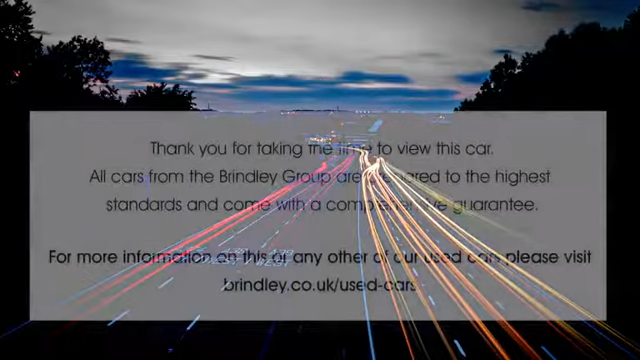 Thank you for taking the time to view this car.
All cars from the Brindley Group are prepared to the highest
standards and come with a comprehensive guarantee.
For more information on this or any other of our used cars please visit
brindley.co.uk/used-cars